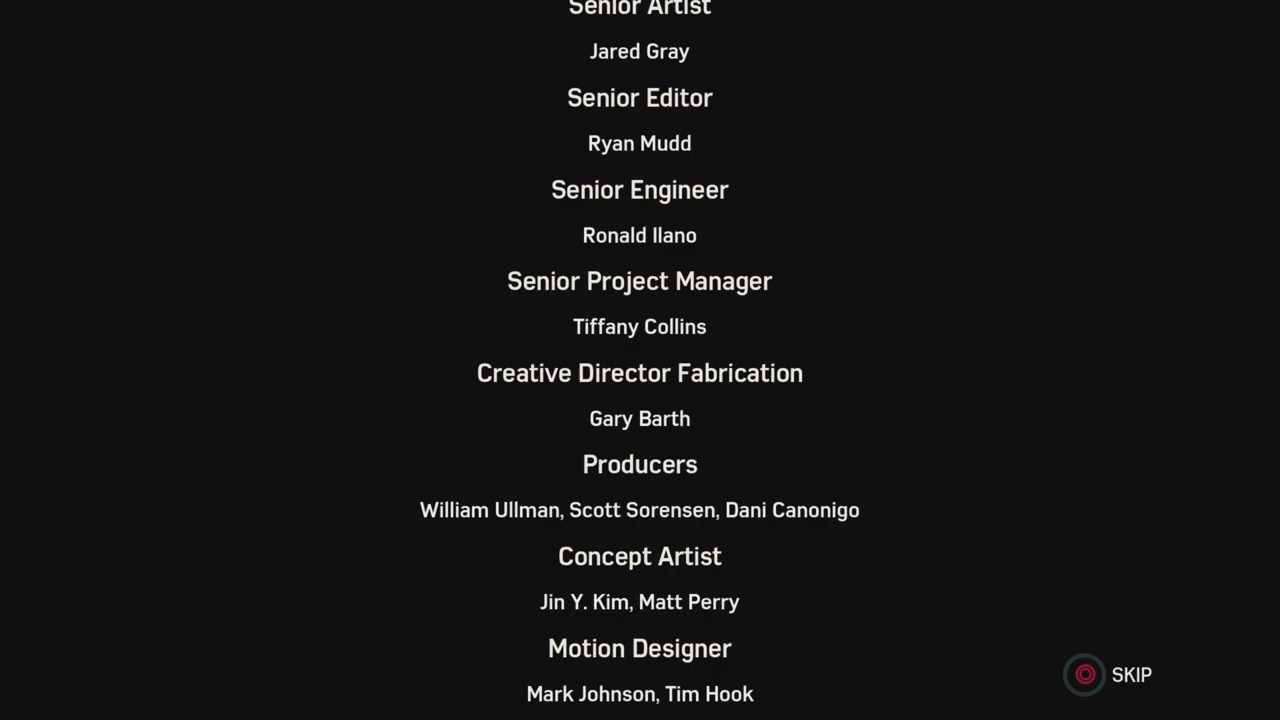 Senior Artist
Jared Gray
Senior Editor
Ryan Mudd
Senior Engineer
Ronald Ilano
Senior Project Manager
Tiffany Collins
Creative Director Fabrication
Gary Barth
Producers
William Ullman, Scott Sorensen, Dani Canonigo
Concept Artist
Jin Y. Kim, Matt Perry
Motion Designer
SKIP
Mark Johnson, Tim Hook